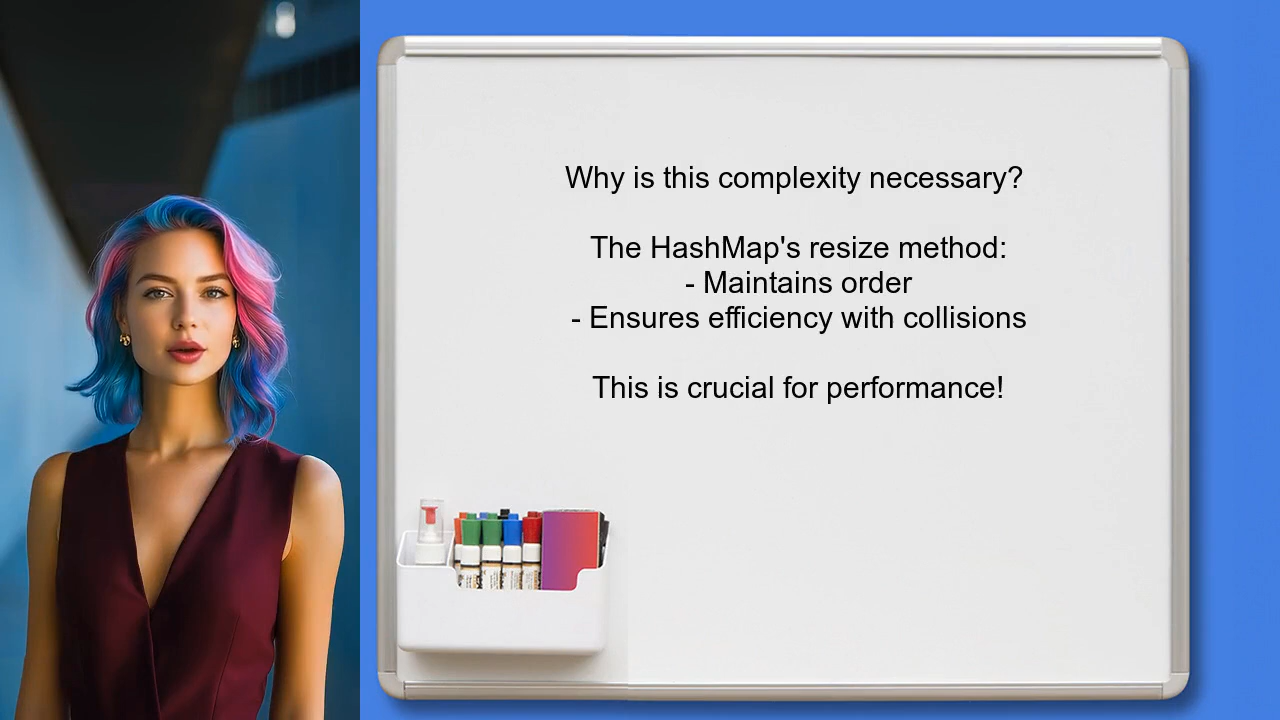 Why is this complexity necessary?
The HashMap's resize method:
- Maintains order
- Ensures efficiency with collisions
This is crucial for performance!